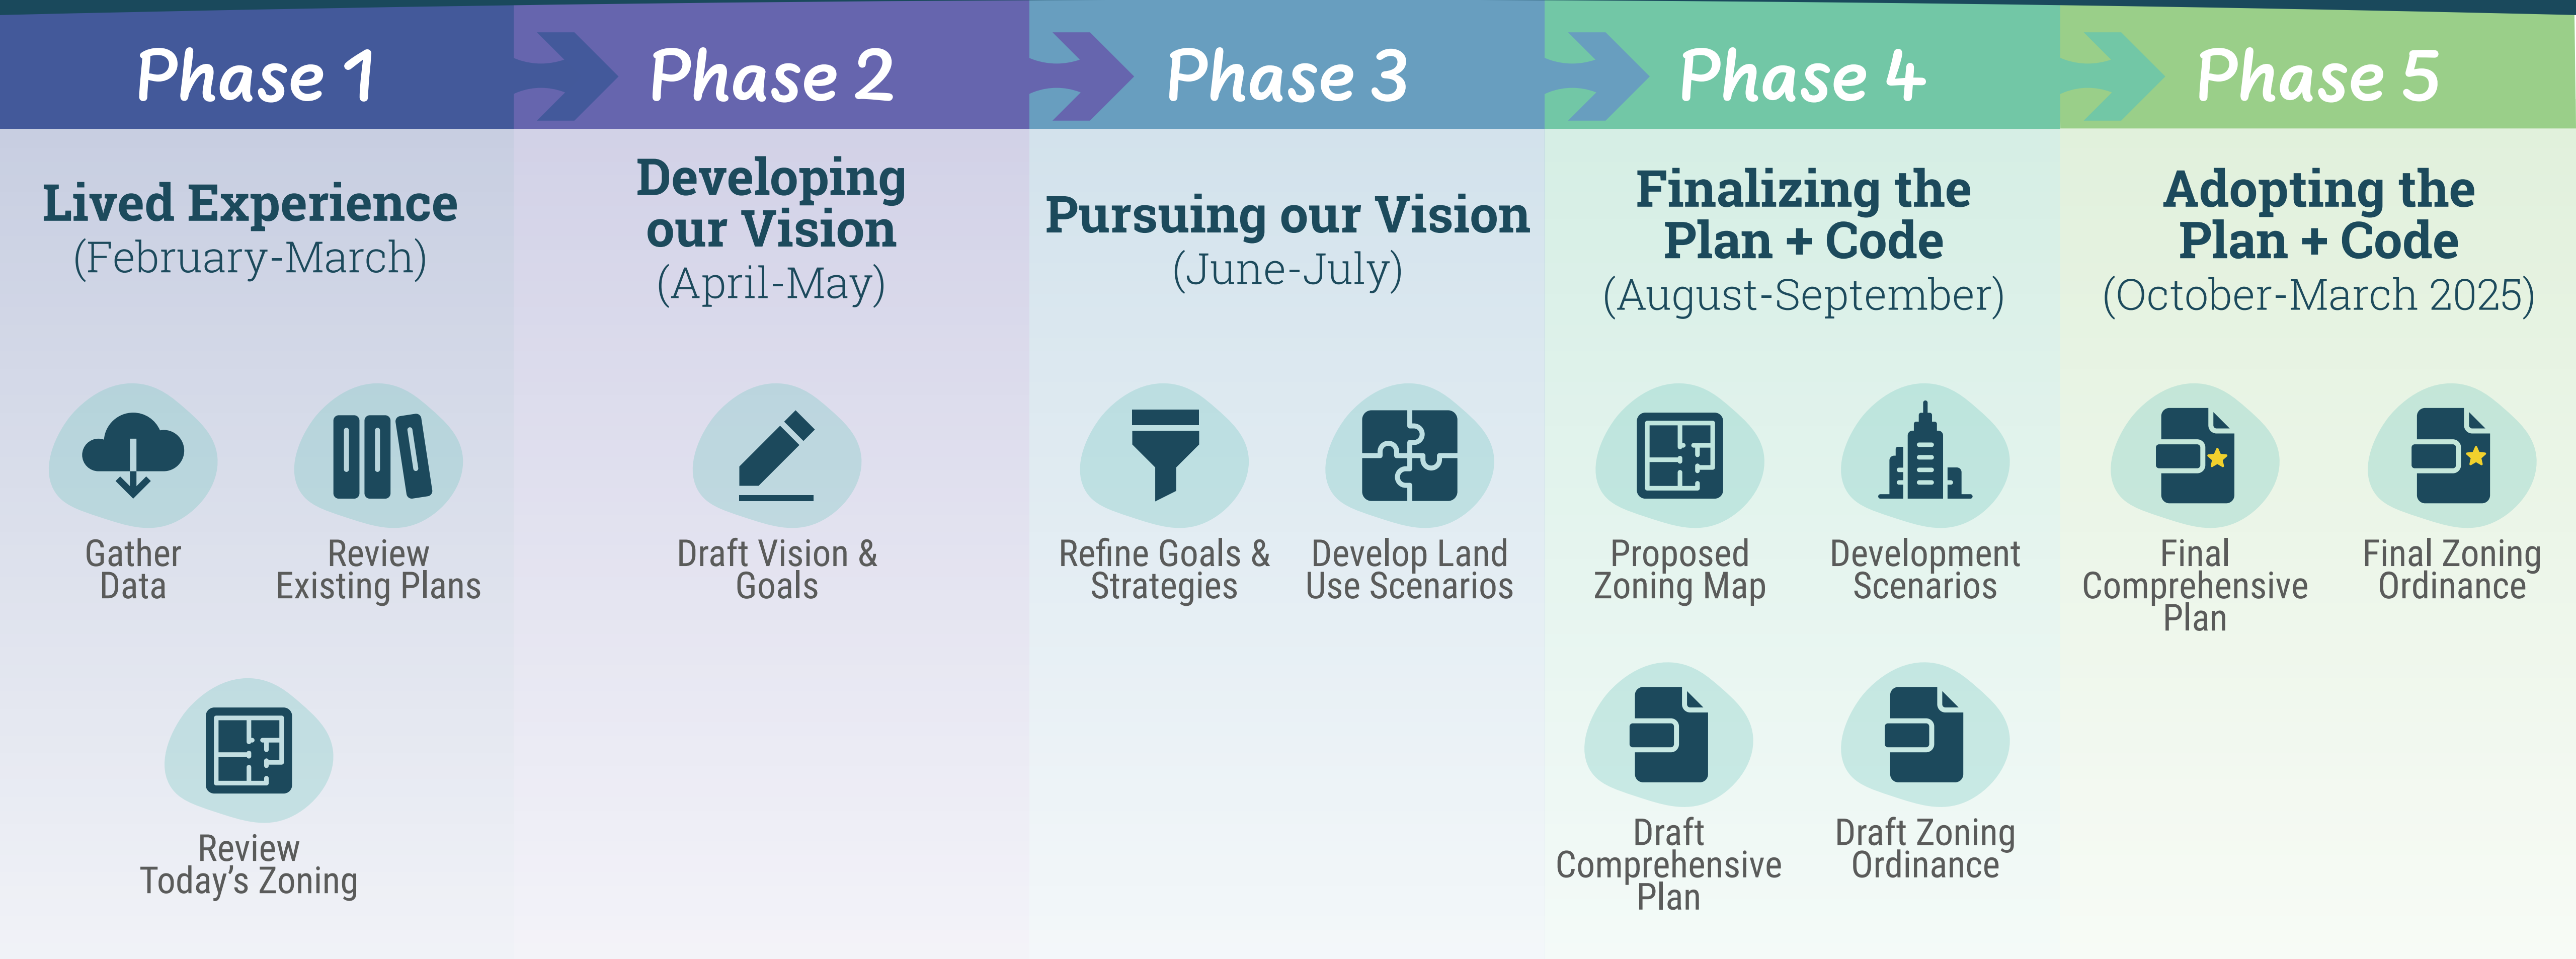 Phase 1
Phase 2
Phase 3
Phase 4
Phase 5
Lived Experience
(February-March)
Gather
Data
Review
Existing Plans
Review
Today’s Zoning
Developing
our Vision
(April-May)
Draft Vision &
Goals
Pursuing our Vision
(June-July)
Refine Goals &
Strategies
Develop Land
Use Scenarios
Finalizing the
Plan + Code
(August-September)
Proposed
Zoning Map
Development
Scenarios
Draft
Comprehensive
Plan
Draft Zoning
Ordinance
Adopting the
Plan + Code
(October-March 2025)
Final
Comprehensive
Plan
Final Zoning
Ordinance